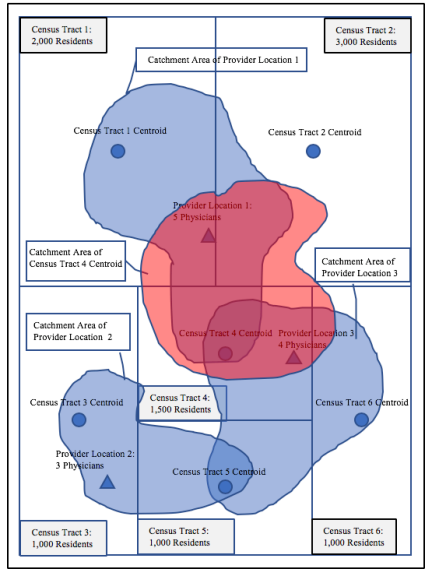 Census Tract 1:
2,000 Residents
Census Tract 2:
3,000 Residents
Catchment Area of Provider Location 1
Census Tract 1 Centroid
Census Tract 2 Centroid
Provider Location 1:
5 Physicians
Catchment Area of
Census Tract 4 Centroid
Catchment Area of
Provider Location 3
Catchment Area of
Provider Location  2
Census Tract 4 Centroid
Provider Location 3:
4 Physicians
Census Tract 3 Centroid
Census Tract 4:
1,500 Residents
Census Tract 6 Centroid
Provider Location 2:
3 Physicians
Census Tract 5 Centroid
Census Tract 3:
1,000 Residents
Census Tract 5:
1,000 Residents
Census Tract 6:
1,000 Residents